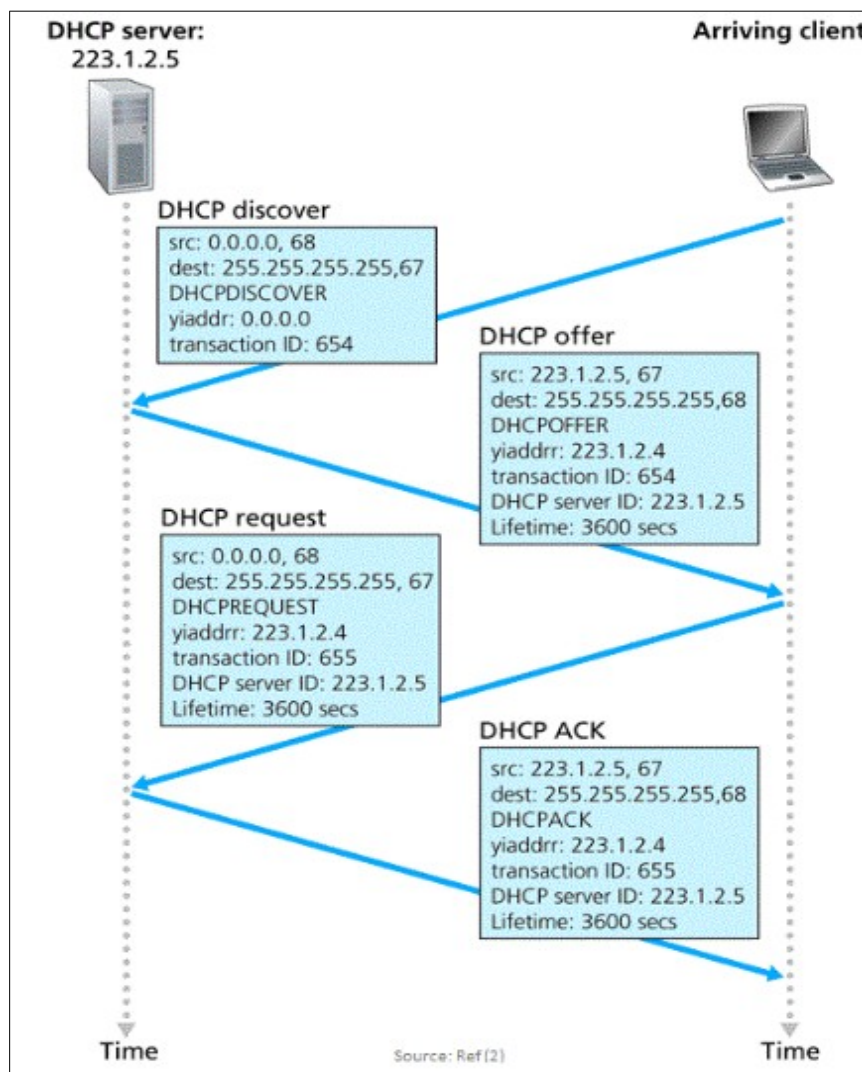 DHCP server:
223.1.2.5
Arriving client
DHCP discover
src: 0.0.0.0, 68
dest: 255.255.255.255,67
DHCPDISCOVER
yiaddr: 0.0.0.0
transaction ID: 654
DHCP offer
src: 223.1.2.5, 67
dest: 255.255.255.255,68
DHCPOFFER
yiaddrr: 223.1.2.4
transaction ID: 654
DHCP server ID: 223.1.2.5
Lifetime: 3600 secs
DHCP request
src: 0.0.0.0, 68
dest: 255.255.255.255, 67
DHCPREQUEST
yiaddrr: 223.1.2.4
transaction ID: 655
DHCP server ID: 223.1.2.5
Lifetime: 3600 secs
DHCP ACK
src: 223.1.2.5, 67
dest: 255.255.255.255,68
DHCPACK
yiaddrr: 223.1.2.4
transaction ID: 655
DHCP server ID: 223.1.2.5
Lifetime: 3600 secs
Time
Source: Ref(2)
Time